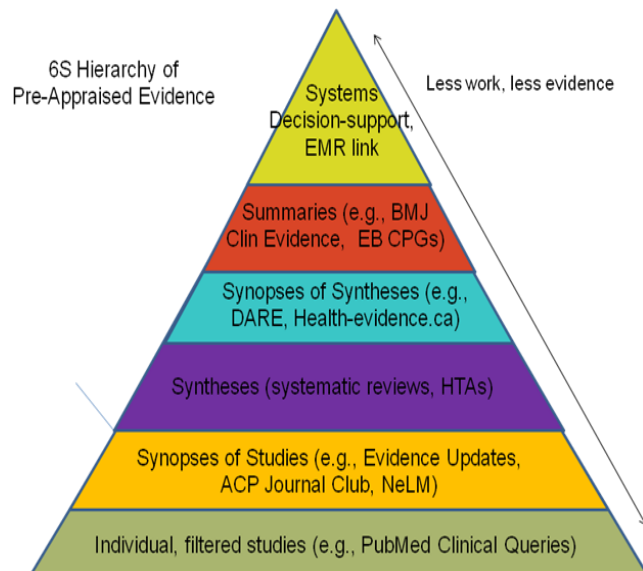 6S Hierarchy of
Pre-Appraised Evidence
Less work, less evidence
Systems
Decision-support,
EMR link
Summaries (e.g., BMJ
Clin Evidence, EB CPGs)
Synopses of Syntheses (e.g.,
DARE, Health-evidence.ca)
Syntheses (systematic reviews, HTAs)
Synopses of Studies (e.g., Evidence Updates,
ACP Journal Club, NeLM)
Individual, filtered studies (e.g., PubMed Clinical Queries)